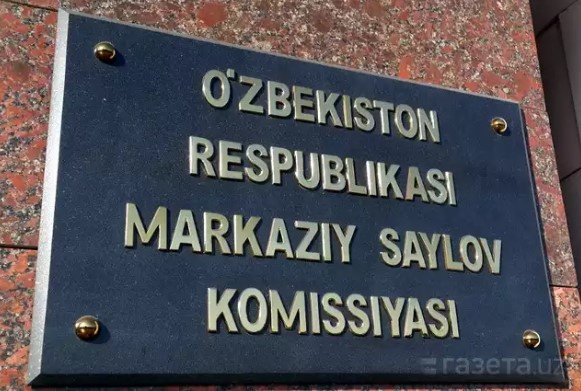 O‘ZBEKISTON
RESPUBLIKASI
MARKAZIY SAYLOV
KOMISSIYASI
газета.uz